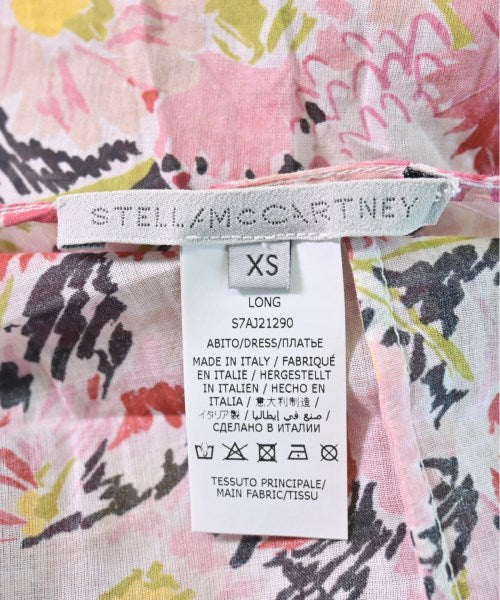 STELLA McCARTNEY
XS
LONG
S7AJ21290
ABITO/DRESS/ПЛАТЬЕ
MADE IN ITALY / FABRIQUÉ
EN ITALIE / HERGESTELLT
IN ITALIEN / HECHO EN
ITALIA / 意大利制造 /
イタリア製 / صنع في إيطاليا /
СДЕЛАНО В ИТАЛИИ
TESSUTO PRINCIPALE/
MAIN FABRIC/TISSU